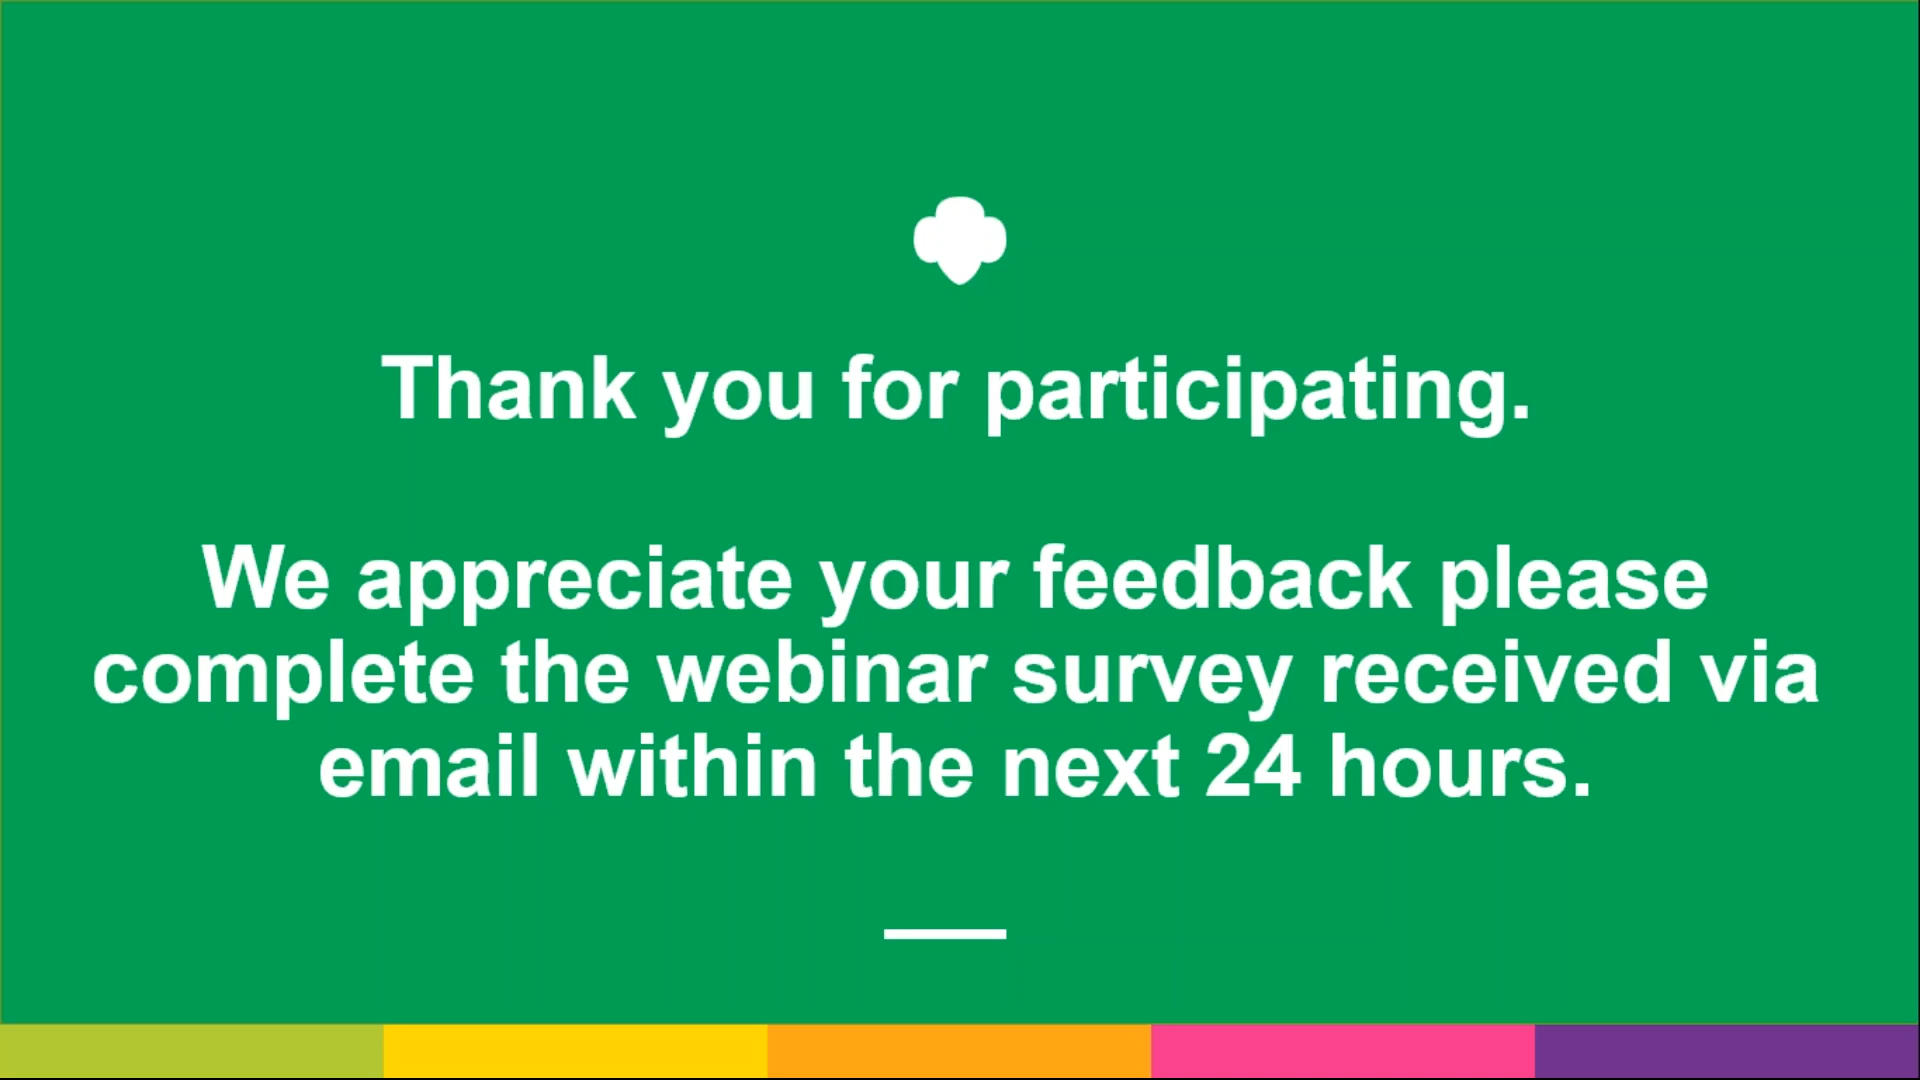 Thank you for participating.
We appreciate your feedback please
complete the webinar survey received via
email within the next 24 hours.